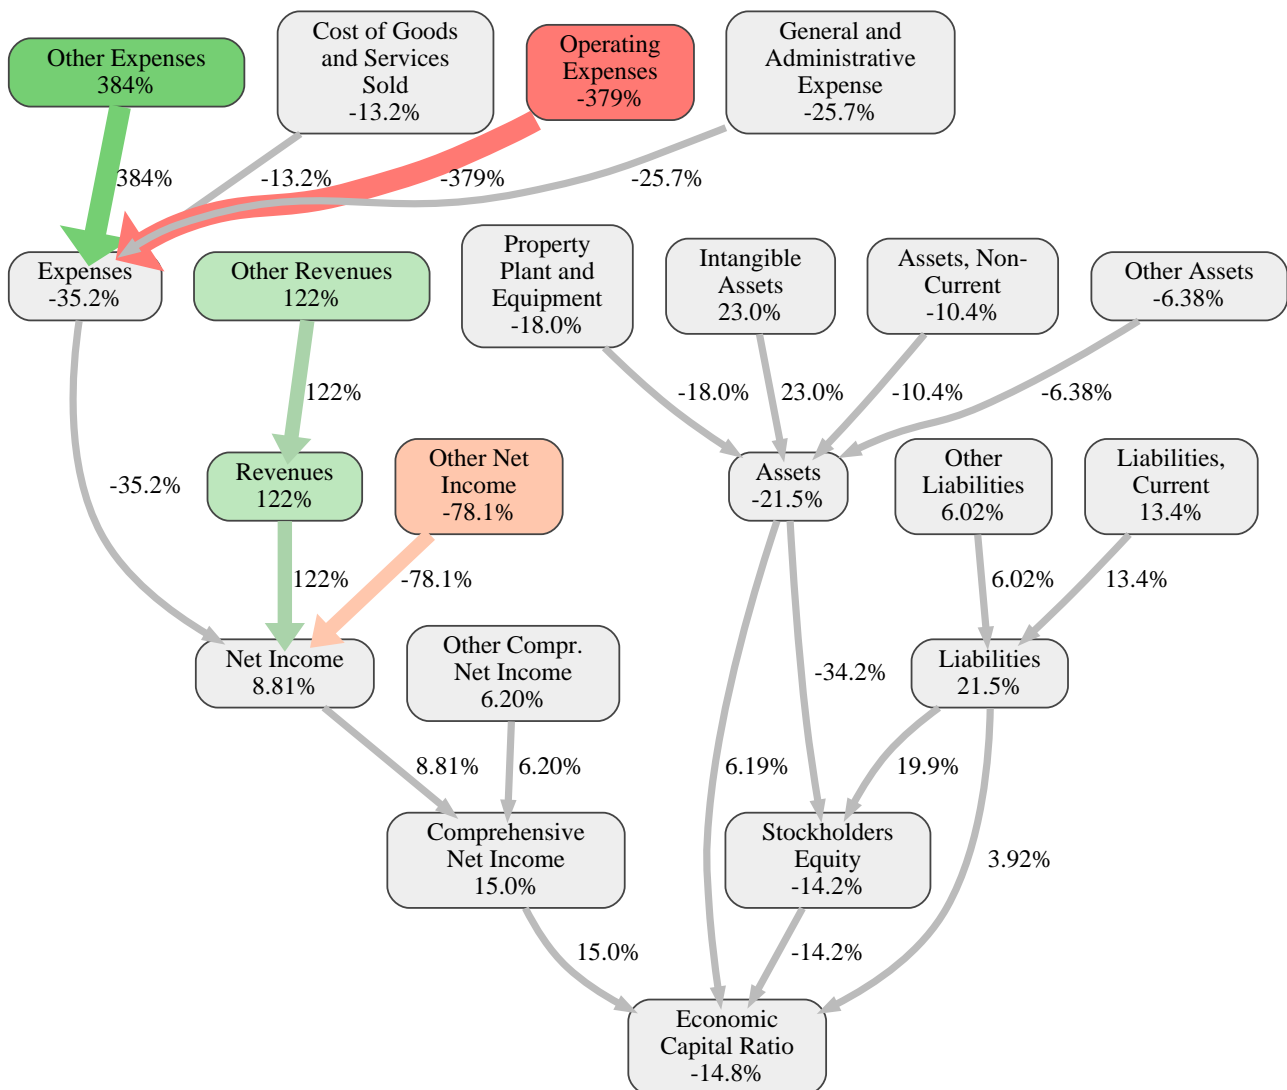 Other Expenses
384%
Cost of Goods
and Services
Sold
-13.2%
Operating
Expenses
-379%
General and
Administrative
Expense
-25.7%
384%
-13.2%
-379%
-25.7%
Expenses
-35.2%
Other Revenues
122%
Property
Plant and
Equipment
-18.0%
Intangible
Assets
23.0%
Assets, Non-
Current
-10.4%
Other Assets
-6.38%
122%
-18.0%
23.0%
-10.4%
-6.38%
-35.2%
Revenues
122%
Other Net
Income
-78.1%
Assets
-21.5%
Other
Liabilities
6.02%
Liabilities,
Current
13.4%
122%
-78.1%
6.02%
13.4%
Net Income
8.81%
Other Compr.
Net Income
6.20%
-34.2%
Liabilities
21.5%
8.81%
6.20%
6.19%
19.9%
3.92%
Comprehensive
Net Income
15.0%
Stockholders
Equity
-14.2%
15.0%
-14.2%
Economic
Capital Ratio
-14.8%